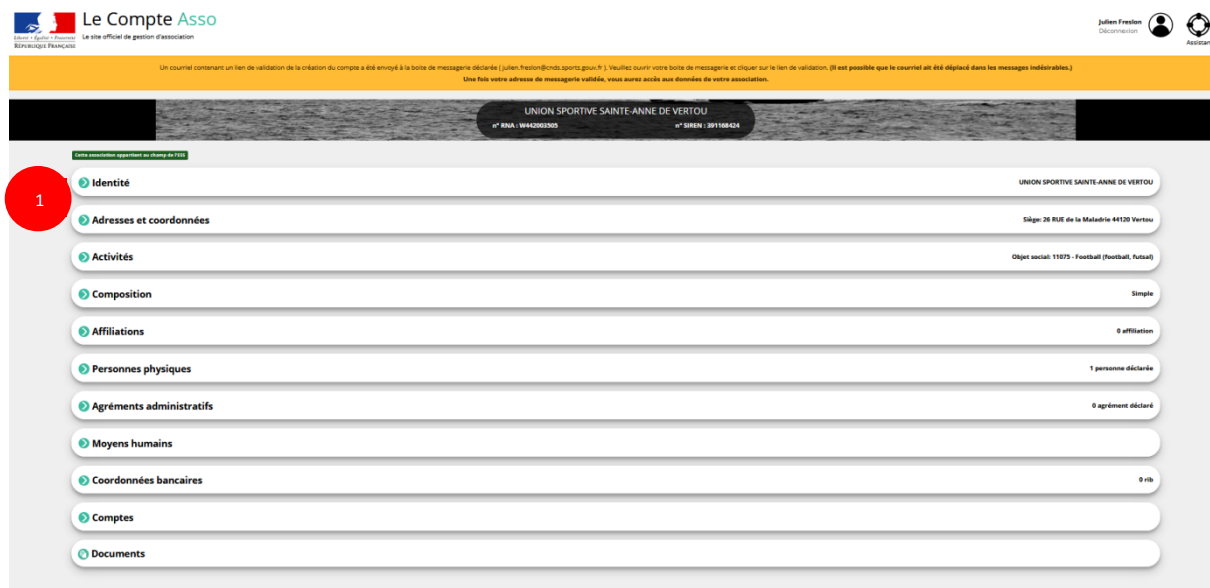 Le Compte Asso
Le site officiel de gestion d'association
Liberté • Égalité • Fraternité
RÉPUBLIQUE FRANÇAISE
Julien Freslon
Déconnexion
Assistan
Un courriel contenant un lien de validation de la création du compte a été envoyé à la boite de messagerie déclarée ( julien.freslon@cnds.sports.gouv.fr ). Veuillez ouvrir votre boite de messagerie et cliquer sur le lien de validation. (Il est possible que le courriel ait été déplacé dans les messages indésirables.)
Une fois votre adresse de messagerie validée, vous aurez accès aux données de votre association.
UNION SPORTIVE SAINTE-ANNE DE VERTOU
n° RNA : W442003505 n° SIREN : 391168424
Cette association appartient au champ de l'ESS
1
Identité UNION SPORTIVE SAINTE-ANNE DE VERTOU
Adresses et coordonnées Siège: 26 RUE de la Maladrie 44120 Vertou
Activités Objet social: 11075 - Football (football, futsal)
Composition Simple
Affiliations 0 affiliation
Personnes physiques 1 personne déclarée
Agréments administratifs 0 agrément déclaré
Moyens humains
Coordonnées bancaires 0 rib
Comptes
Documents